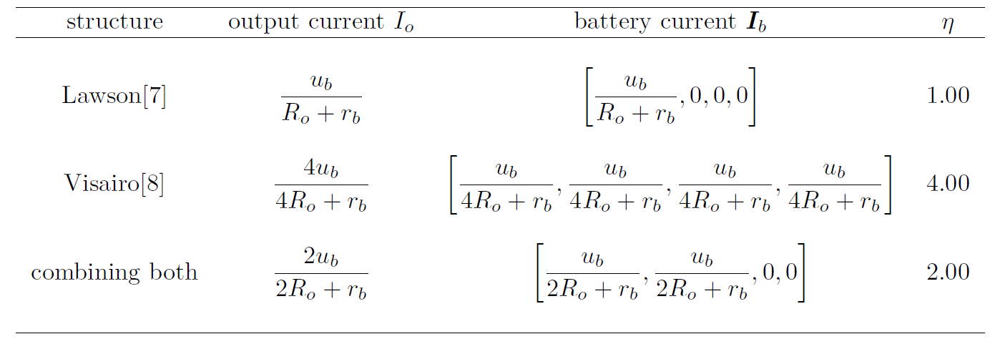 structure output current $I_o$ battery current $\boldsymbol{I}_b$ $\eta$
Lawson[7] $\dfrac{u_b}{R_o + r_b}$ $\left[\dfrac{u_b}{R_o + r_b}, 0, 0, 0\right]$ 1.00
Visairo[8] $\dfrac{4u_b}{4R_o + r_b}$ $\left[\dfrac{u_b}{4R_o + r_b}, \dfrac{u_b}{4R_o + r_b}, \dfrac{u_b}{4R_o + r_b}, \dfrac{u_b}{4R_o + r_b}\right]$ 4.00
combining both $\dfrac{2u_b}{2R_o + r_b}$ $\left[\dfrac{u_b}{2R_o + r_b}, \dfrac{u_b}{2R_o + r_b}, 0, 0\right]$ 2.00